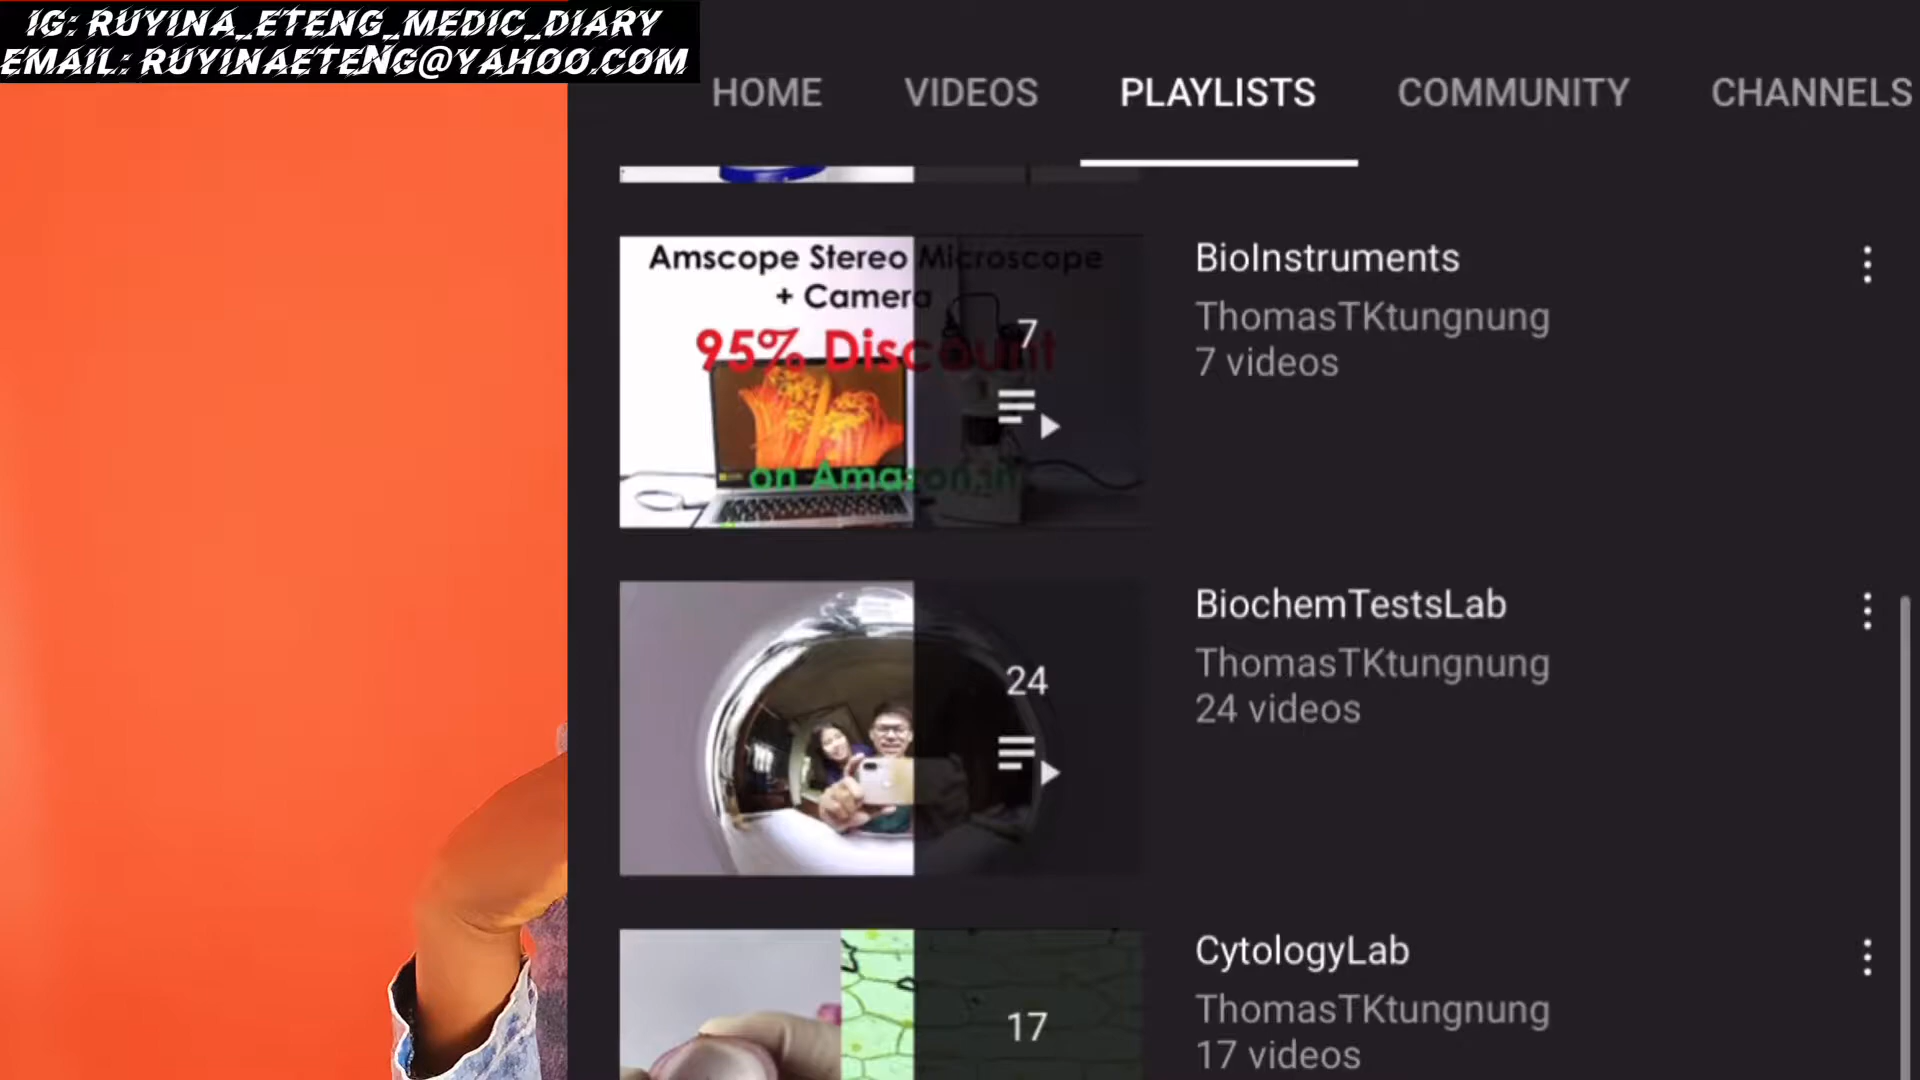 IG: RUYINA_ETENG_MEDIC_DIARY
EMAIL: RUYINAETENG@YAHOO.COM
HOME VIDEOS PLAYLISTS COMMUNITY CHANNELS
Amscope Stereo Microscope
+ Camera
95% Discount
on Amazon.in
7
BioInstruments
ThomasTKtungnung
7 videos
24
BiochemTestsLab
ThomasTKtungnung
24 videos
17
CytologyLab
ThomasTKtungnung
17 videos